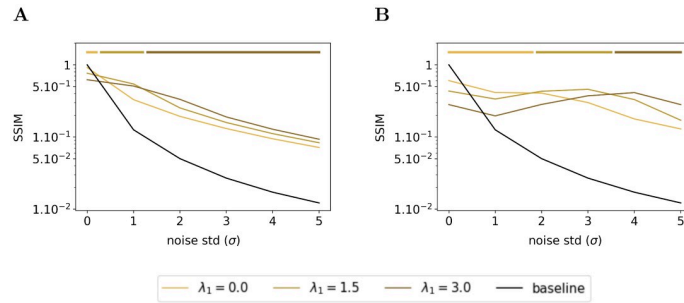 A
B
SSIM
1
5.10⁻¹
1.10⁻¹
5.10⁻²
1.10⁻²
0 1 2 3 4 5
noise std (σ)
SSIM
1
5.10⁻¹
1.10⁻¹
5.10⁻²
1.10⁻²
0 1 2 3 4 5
noise std (σ)
λ₁ = 0.0 λ₁ = 1.5 λ₁ = 3.0 baseline